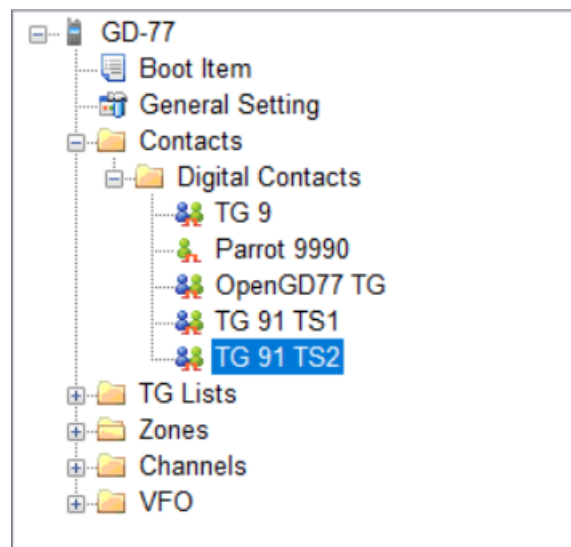 GD-77
Boot Item
General Setting
Contacts
Digital Contacts
TG 9
Parrot 9990
OpenGD77 TG
TG 91 TS1
TG 91 TS2
TG Lists
Zones
Channels
VFO